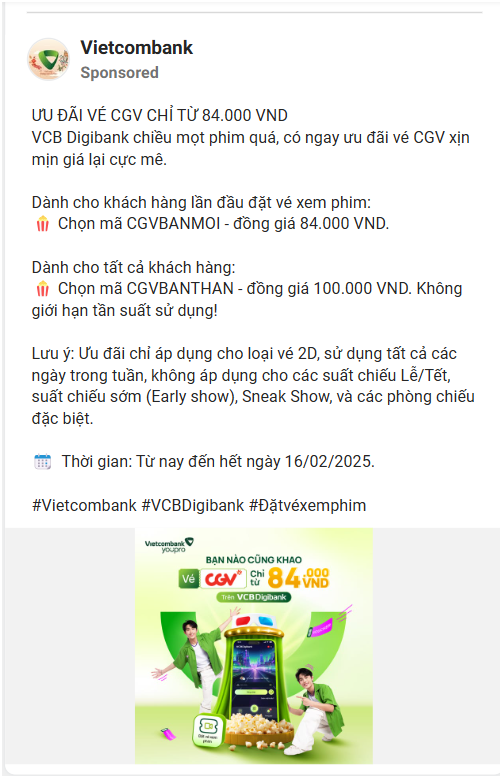 Vietcombank
Sponsored
ƯU ĐÃI VÉ CGV CHỈ TỪ 84.000 VND
VCB Digibank chiều mọt phim quá, có ngay ưu đãi vé CGV xịn
mịn giá lại cực mê.
Dành cho khách hàng lần đầu đặt vé xem phim:
🍿 Chọn mã CGVBANMOI - đồng giá 84.000 VND.
Dành cho tất cả khách hàng:
🍿 Chọn mã CGVBANTHAN - đồng giá 100.000 VND. Không
giới hạn tần suất sử dụng!
Lưu ý: Ưu đãi chỉ áp dụng cho loại vé 2D, sử dụng tất cả các
ngày trong tuần, không áp dụng cho các suất chiếu Lễ/Tết,
suất chiếu sớm (Early show), Sneak Show, và các phòng chiếu
đặc biệt.
🗓️ Thời gian: Từ nay đến hết ngày 16/02/2025.
#Vietcombank #VCBDigibank #Đặtvéxemphim
Vietcombank
youpro
BẠN NÀO CŨNG KHAO
Vé CGV Chỉ từ 84.000 VND
Trên VCBDigibank